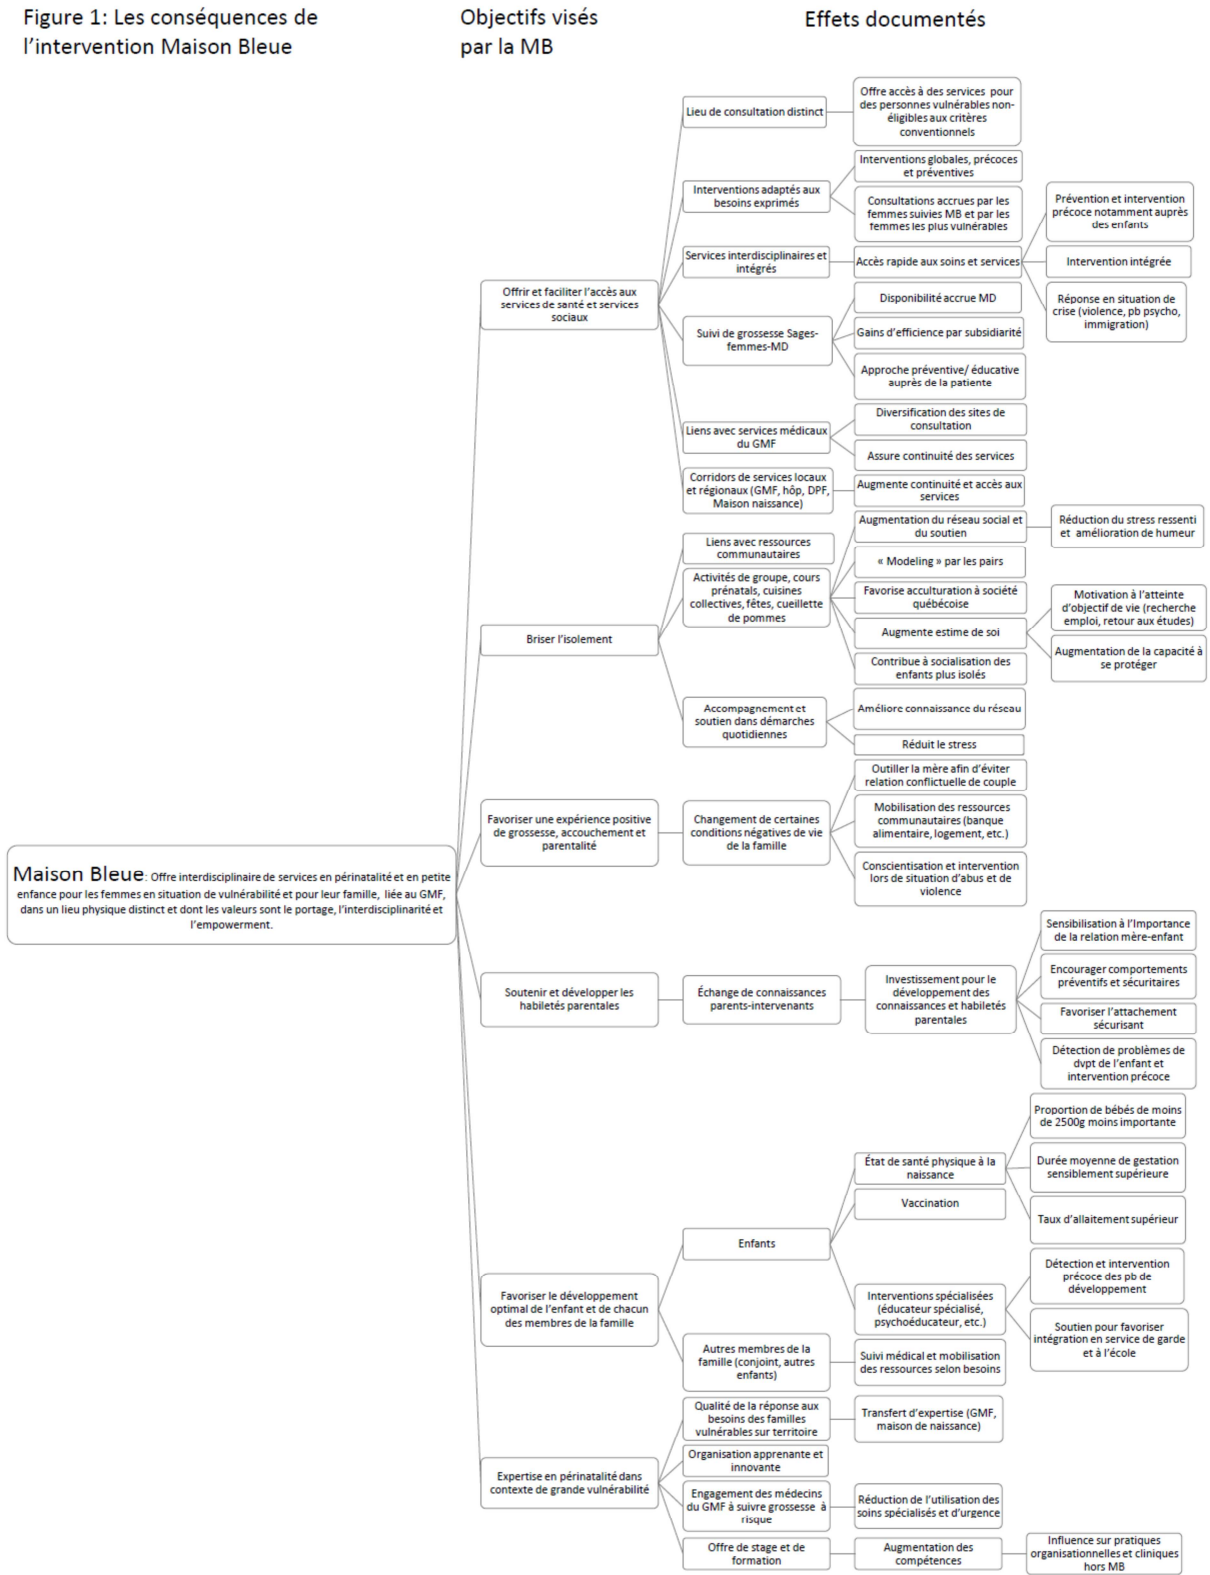 Figure 1: Les conséquences de
l’intervention Maison Bleue
Objectifs visés
par la MB
Effets documentés
Maison Bleue: Offre interdisciplinaire de services en périnatalité et en petite
enfance pour les femmes en situation de vulnérabilité et pour leur famille, liée au GMF,
dans un lieu physique distinct et dont les valeurs sont le portage, l’interdisciplinarité et
l’empowerment.
Offrir et faciliter l’accès aux
services de santé et services
sociaux
Lieu de consultation distinct
Offre accès à des services pour
des personnes vulnérables non-
éligibles aux critères
conventionnels
Interventions adaptés aux
besoins exprimés
Interventions globales, précoces
et préventives
Consultations accrues par les
femmes suivies MB et par les
femmes les plus vulnérables
Services interdisciplinaires et
intégrés
Accès rapide aux soins et services
Prévention et intervention
précoce notamment auprès
des enfants
Intervention intégrée
Réponse en situation de
crise (violence, pb psycho,
immigration)
Suivi de grossesse Sages-
femmes-MD
Disponibilité accrue MD
Gains d’efficience par subsidiarité
Approche préventive/ éducative
auprès de la patiente
Liens avec services médicaux
du GMF
Diversification des sites de
consultation
Assure continuité des services
Corridors de services locaux
et régionaux (GMF, hôp, DPF,
Maison naissance)
Augmente continuité et accès aux
services
Briser l’isolement
Liens avec ressources
communautaires
Activités de groupe, cours
prénatals, cuisines
collectives, fêtes, cueillette
de pommes
Augmentation du réseau social et
du soutien
Réduction du stress ressenti
et amélioration de humeur
« Modeling » par les pairs
Favorise acculturation à société
québécoise
Augmente estime de soi
Motivation à l’atteinte
d’objectif de vie (recherche
emploi, retour aux études)
Augmentation de la capacité à
se protéger
Contribue à socialisation des
enfants plus isolés
Accompagnement et
soutien dans démarches
quotidiennes
Améliore connaissance du réseau
Réduit le stress
Favoriser une expérience positive
de grossesse, accouchement et
parentalité
Changement de certaines
conditions négatives de vie
de la famille
Outiller la mère afin d’éviter
relation conflictuelle de couple
Mobilisation des ressources
communautaires (banque
alimentaire, logement, etc.)
Conscientisation et intervention
lors de situation d’abus et de
violence
Soutenir et développer les
habiletés parentales
Échange de connaissances
parents-intervenants
Investissement pour le
développement des
connaissances et habiletés
parentales
Sensibilisation à l’Importance
de la relation mère-enfant
Encourager comportements
préventifs et sécuritaires
Favoriser l’attachement
sécurisant
Détection de problèmes de
dvpt de l’enfant et
intervention précoce
Favoriser le développement
optimal de l’enfant et de chacun
des membres de la famille
Enfants
État de santé physique à la
naissance
Proportion de bébés de moins
de 2500g moins importante
Durée moyenne de gestation
sensiblement supérieure
Taux d’allaitement supérieur
Vaccination
Interventions spécialisées
(éducateur spécialisé,
psychoéducateur, etc.)
Détection et intervention
précoce des pb de
développement
Soutien pour favoriser
intégration en service de garde
et à l’école
Autres membres de la
famille (conjoint, autres
enfants)
Suivi médical et mobilisation
des ressources selon besoins
Expertise en périnatalité dans
contexte de grande vulnérabilité
Qualité de la réponse aux
besoins des familles
vulnérables sur territoire
Transfert d’expertise (GMF,
maison de naissance)
Organisation apprenante et
innovante
Engagement des médecins
du GMF à suivre grossesse à
risque
Réduction de l’utilisation des
soins spécialisés et d’urgence
Offre de stage et de
formation
Augmentation des
compétences
Influence sur pratiques
organisationnelles et cliniques
hors MB